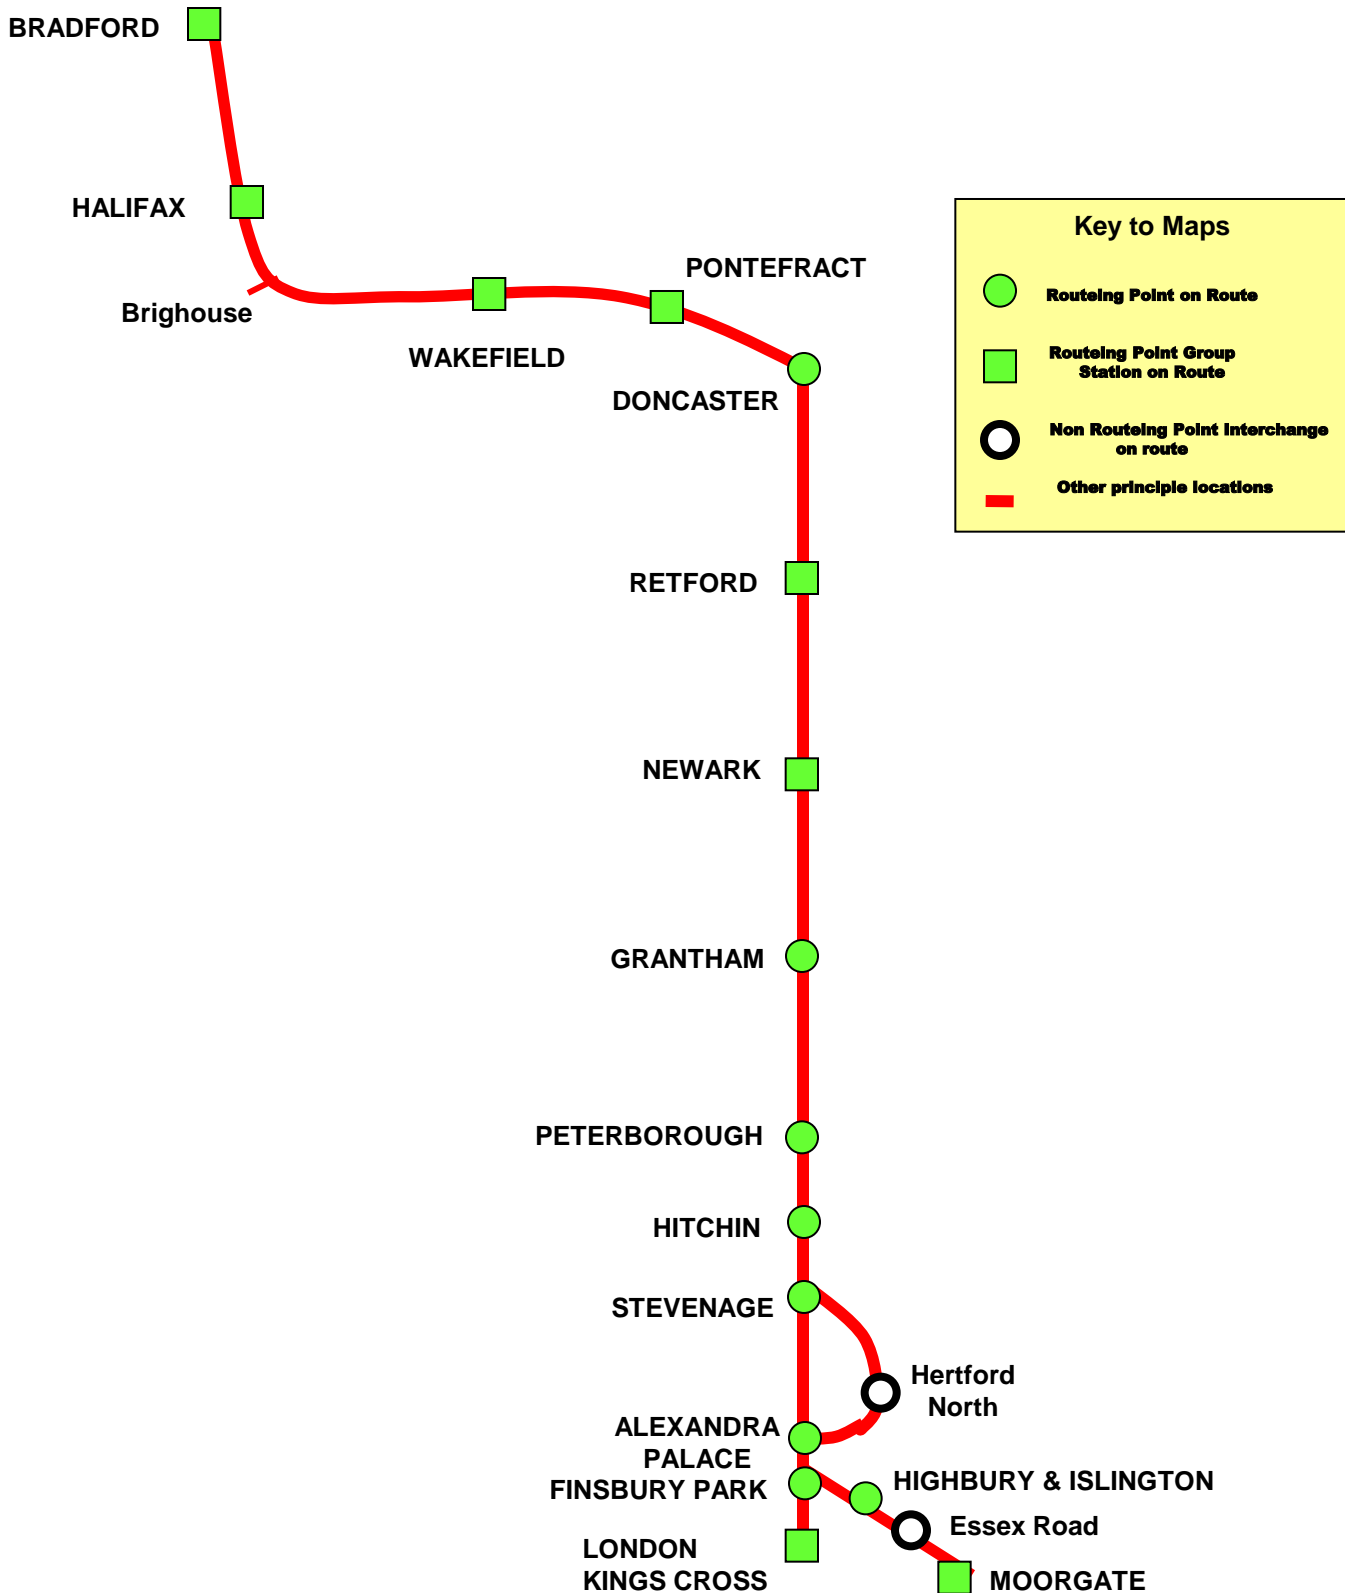 BRADFORD
HALIFAX
Brighouse
WAKEFIELD
PONTEFRACT
DONCASTER
Key to Maps
Routeing Point on Route
Routeing Point Group
Station on Route
Non Routeing Point Interchange
on route
Other principle locations
RETFORD
NEWARK
GRANTHAM
PETERBOROUGH
HITCHIN
STEVENAGE
Hertford
North
ALEXANDRA
PALACE
FINSBURY PARK
HIGHBURY & ISLINGTON
Essex Road
LONDON
KINGS CROSS
MOORGATE